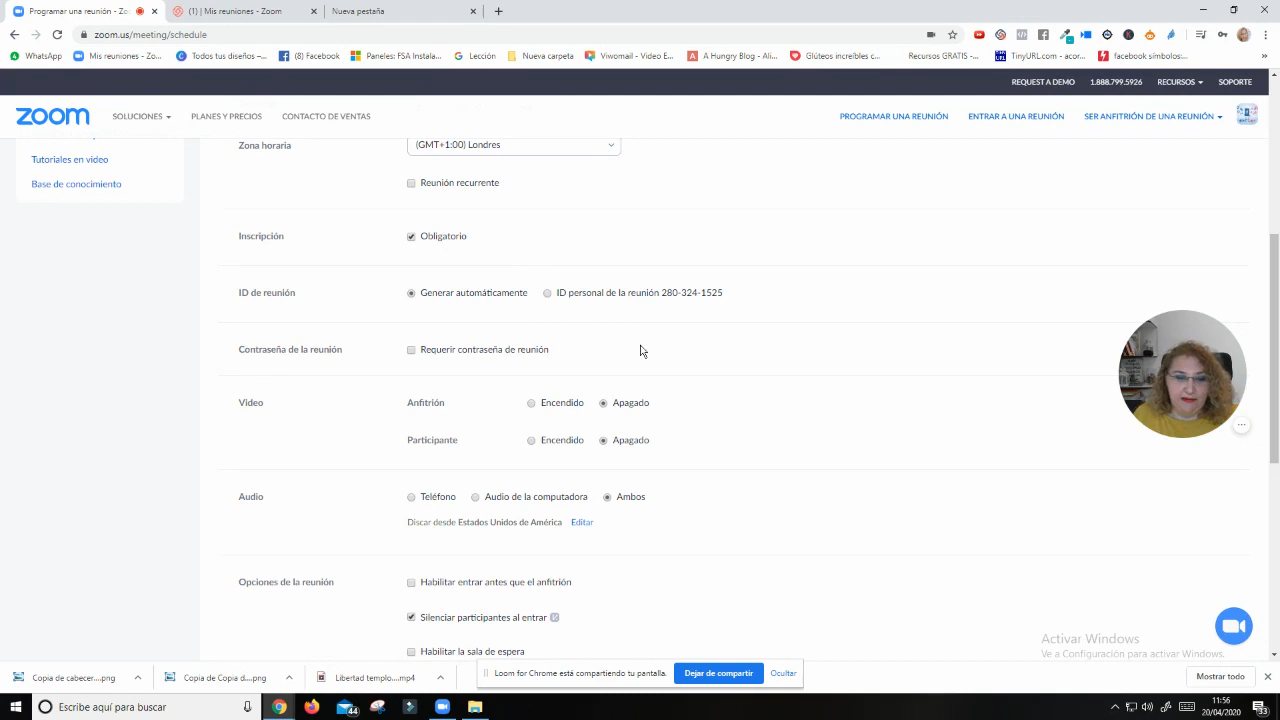 Programar una reunión - Zo
(1) | Mis reuniones - Zoom
Nueva pestaña
zoom.us/meeting/schedule
WhatsApp
Mis reuniones - Zo...
Todos tus diseños –...
(8) Facebook
Paneles: FSA Instal...
Lección
Nueva carpeta
Viwomail - Video E...
A Hungry Blog - Ali...
Glúteos increíbles c...
Recursos GRATIS –...
TinyURL.com - acor...
facebook símbolos:...
REQUEST A DEMO
1.888.799.5926
RECURSOS
SOPORTE
zoom
SOLUCIONES
PLANES Y PRECIOS
CONTACTO DE VENTAS
PROGRAMAR UNA REUNIÓN
ENTRAR A UNA REUNIÓN
SER ANFITRIÓN DE UNA REUNIÓN
Tutoriales en video
Base de conocimiento
Zona horaria
(GMT+1:00) Londres
Reunión recurrente
Inscripción
Obligatorio
ID de reunión
Generar automáticamente
ID personal de la reunión 280-324-1525
Contraseña de la reunión
Requerir contraseña de reunión
Video
Anfitrión
Encendido
Apagado
Participante
Encendido
Apagado
Audio
Teléfono
Audio de la computadora
Ambos
Discar desde Estados Unidos de América
Editar
Opciones de la reunión
Habilitar entrar antes que el anfitrión
Silenciar participantes al entrar
Habilitar la sala de espera
Activar Windows
Ve a Configuración para activar Windows.
Copia de cabecer....png
Copia de Copia d....png
Libertad templo....mp4
Loom for Chrome está compartiendo tu pantalla.
Dejar de compartir
Ocultar
Mostrar todo
Escribe aquí para buscar
44
11:56
20/04/2020
33